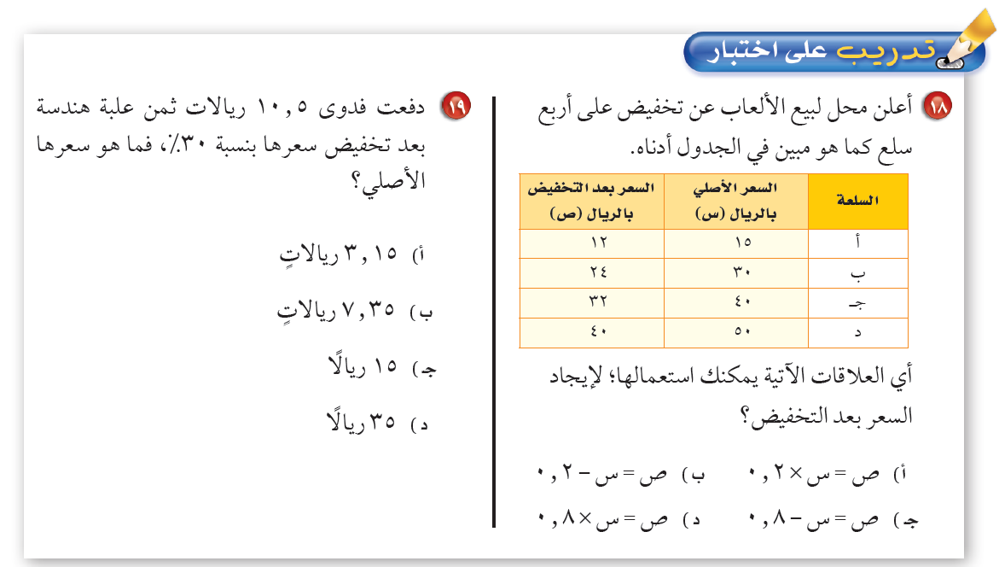 تدريب على اختبار
١٨ أعلن محل لبيع الألعاب عن تخفيض على أربع
سلع كما هو مبين في الجدول أدناه.
السلعة السعر الأصلي بالريال (س) السعر بعد التخفيض بالريال (ص)
أ ١٥ ١٢
ب ٣٠ ٢٤
جـ ٤٠ ٣٢
د ٥٠ ٤٠
أي العلاقات الآتية يمكنك استعمالها؛ لإيجاد
السعر بعد التخفيض؟
أ) ص = س × ٠,٢ ب) ص = س − ٠,٢
جـ) ص = س − ٠,٨ د) ص = س × ٠,٨
١٩ دفعت فدوى ١٠,٥ ريالات ثمن علبة هندسة
بعد تخفيض سعرها بنسبة ٣٠٪، فما هو سعرها
الأصلي؟
أ) ٣,١٥ ريالاتٍ
ب) ٧,٣٥ ريالاتٍ
جـ) ١٥ ريالًا
د) ٣٥ ريالًا